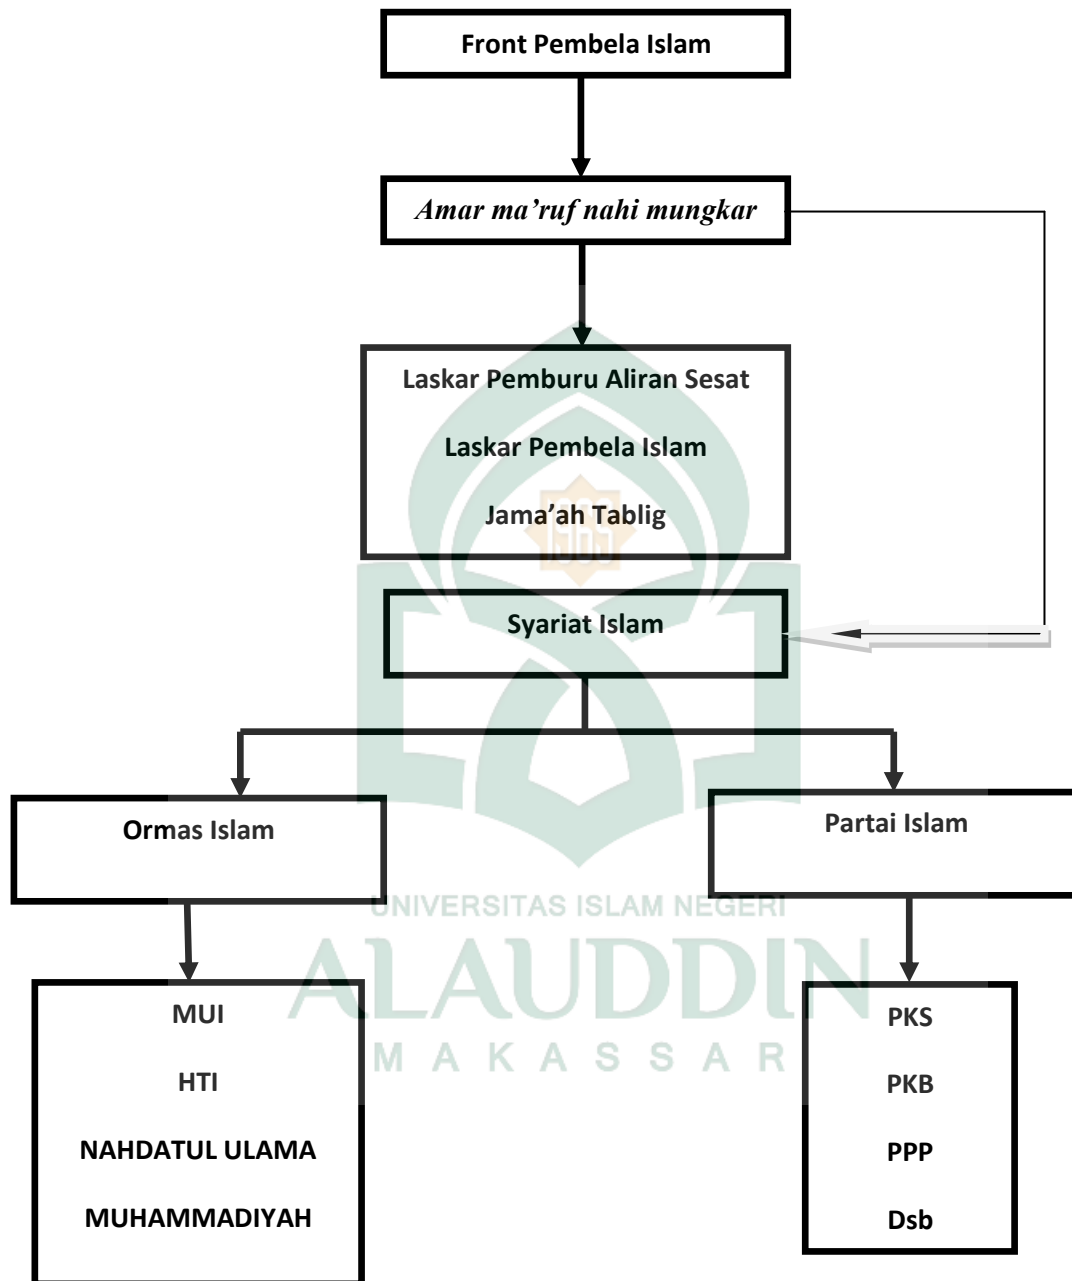 Front Pembela Islam
Amar ma’ruf nahi mungkar
Laskar Pemburu Aliran Sesat
Laskar Pembela Islam
Jama’ah Tablig
1965
Syariat Islam
Ormas Islam
Partai Islam
UNIVERSITAS ISLAM NEGERI
ALAUDDIN
MAKASSAR
MUI
HTI
NAHDATUL ULAMA
MUHAMMADIYAH
PKS
PKB
PPP
Dsb